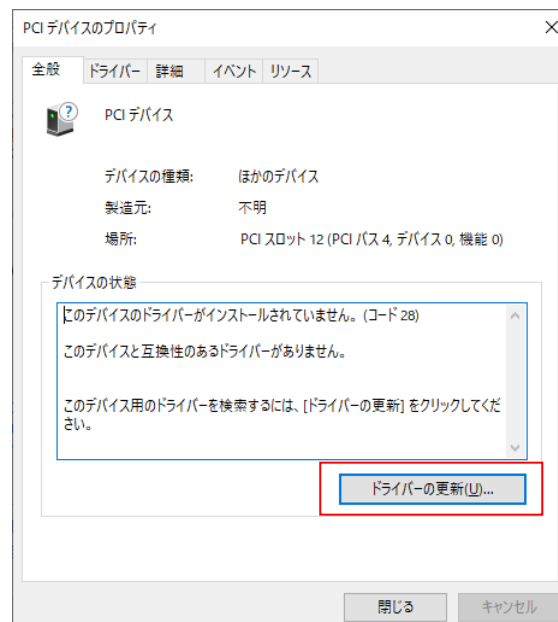 PCI デバイスのプロパティ
全般 ドライバー 詳細 イベント リソース
PCI デバイス
デバイスの種類: ほかのデバイス
製造元: 不明
場所: PCI スロット 12 (PCI バス 4, デバイス 0, 機能 0)
デバイスの状態
このデバイスのドライバーがインストールされていません。 (コード 28)
このデバイスと互換性のあるドライバーがありません。
このデバイス用のドライバーを検索するには、[ドライバーの更新] をクリックしてくだ
さい。
ドライバーの更新(U)...
閉じる キャンセル